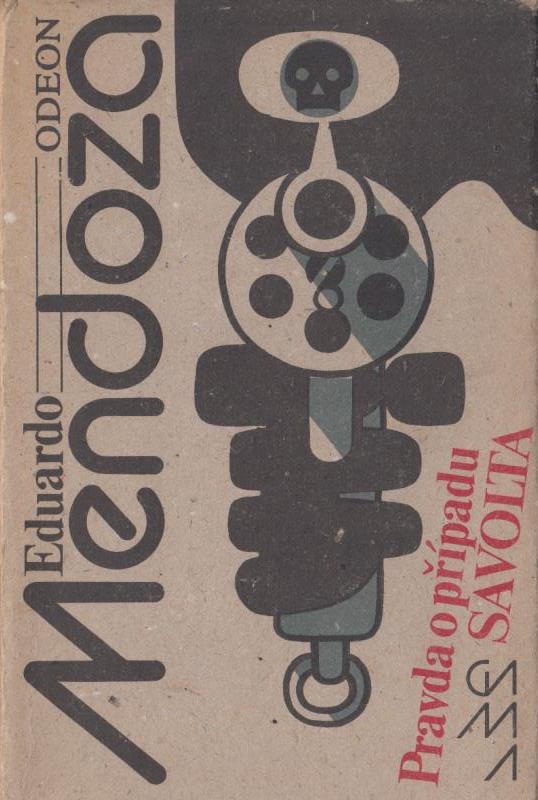 Eduardo
ODEON
Mendoza
Pravda o případu
SAVOLTA